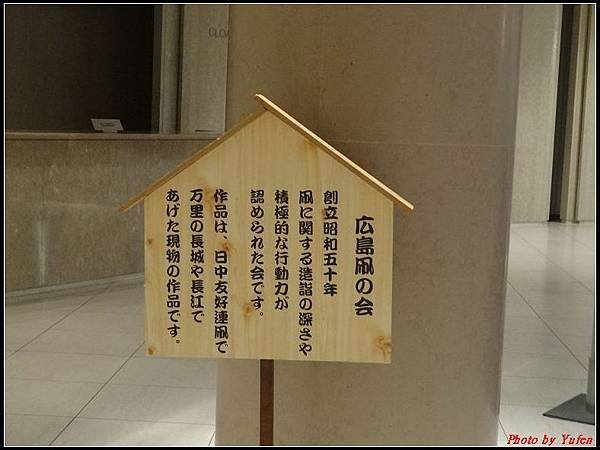 広島凧の会
創立昭和五十年
凧に関する造詣の深さや
積極的な行動力が
認められた会です。
作品は、日中友好連凧で
万里の長城や長江で
あげた現物の作品です。
Photo by Yufen